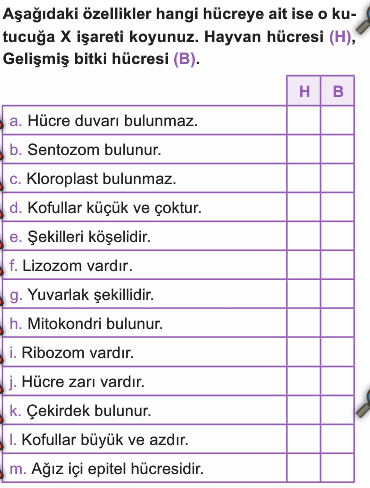 Aşağıdaki özellikler hangi hücreye ait ise o ku-
tucuğa X işareti koyunuz. Hayvan hücresi (H),
Gelişmiş bitki hücresi (B).
H B
a. Hücre duvarı bulunmaz.
b. Sentozom bulunur.
c. Kloroplast bulunmaz.
d. Kofullar küçük ve çoktur.
e. Şekilleri köşelidir.
f. Lizozom vardır.
g. Yuvarlak şekillidir.
h. Mitokondri bulunur.
i. Ribozom vardır.
j. Hücre zarı vardır.
k. Çekirdek bulunur.
l. Kofullar büyük ve azdır.
m. Ağız içi epitel hücresidir.